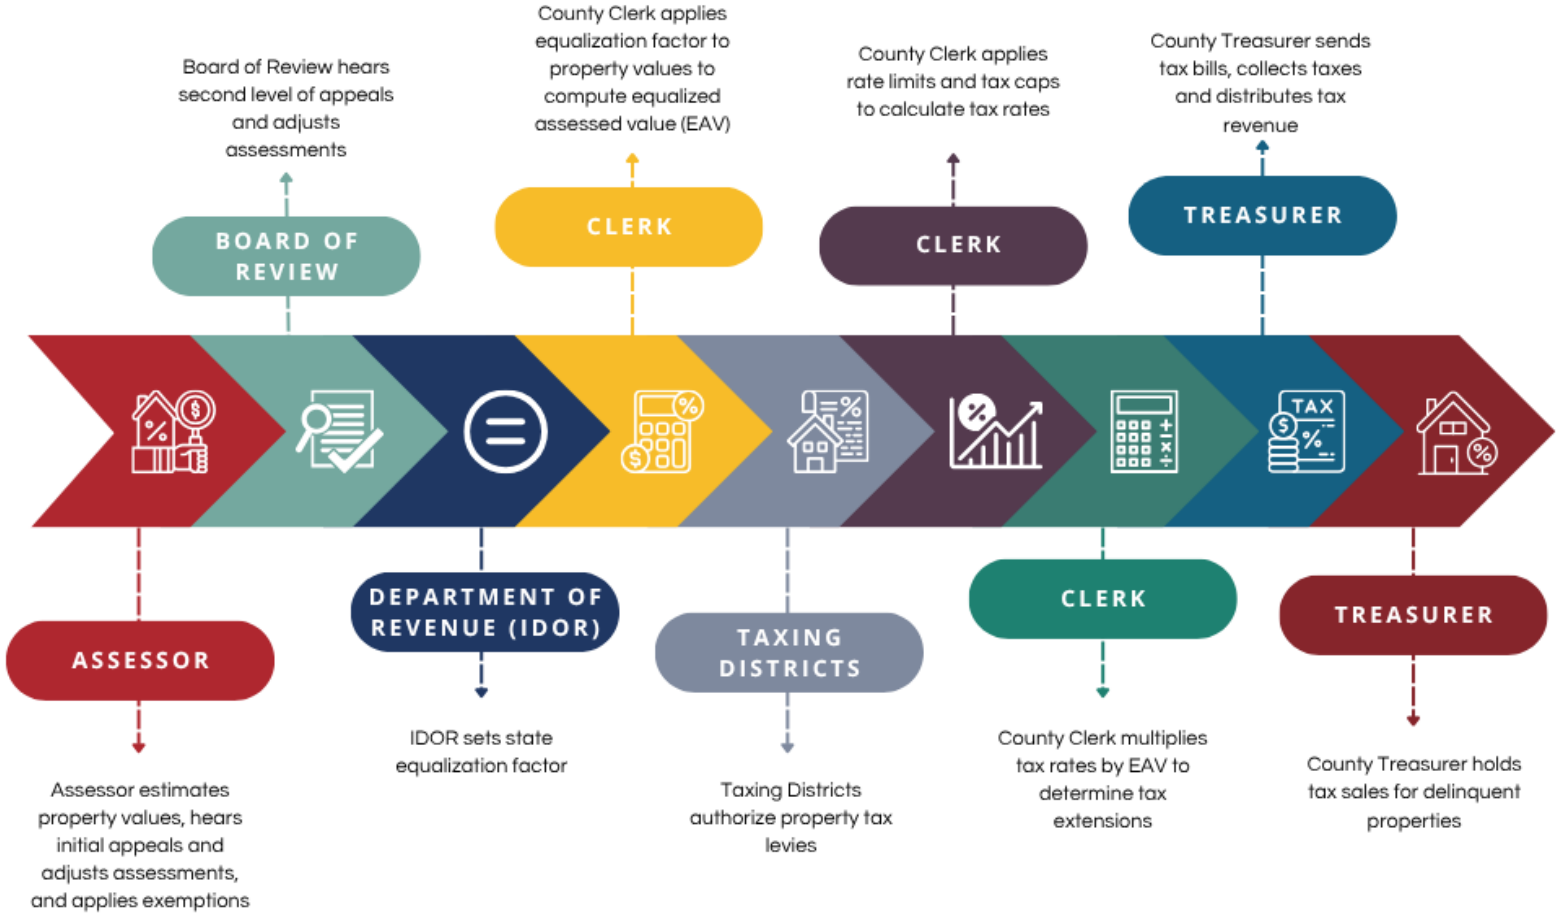 Board of Review hears
second level of appeals
and adjusts
assessments
County Clerk applies
equalization factor to
property values to
compute equalized
assessed value (EAV)
County Clerk applies
rate limits and tax caps
to calculate tax rates
County Treasurer sends
tax bills, collects taxes
and distributes tax
revenue
BOARD OF
REVIEW
CLERK
CLERK
TREASURER
%
$
=
%
$
%
%
+
-
×
÷
TAX
$
%
%
ASSESSOR
DEPARTMENT OF
REVENUE (IDOR)
TAXING
DISTRICTS
CLERK
TREASURER
Assessor estimates
property values, hears
initial appeals and
adjusts assessments,
and applies exemptions
IDOR sets state
equalization factor
Taxing Districts
authorize property tax
levies
County Clerk multiplies
tax rates by EAV to
determine tax
extensions
County Treasurer holds
tax sales for delinquent
properties